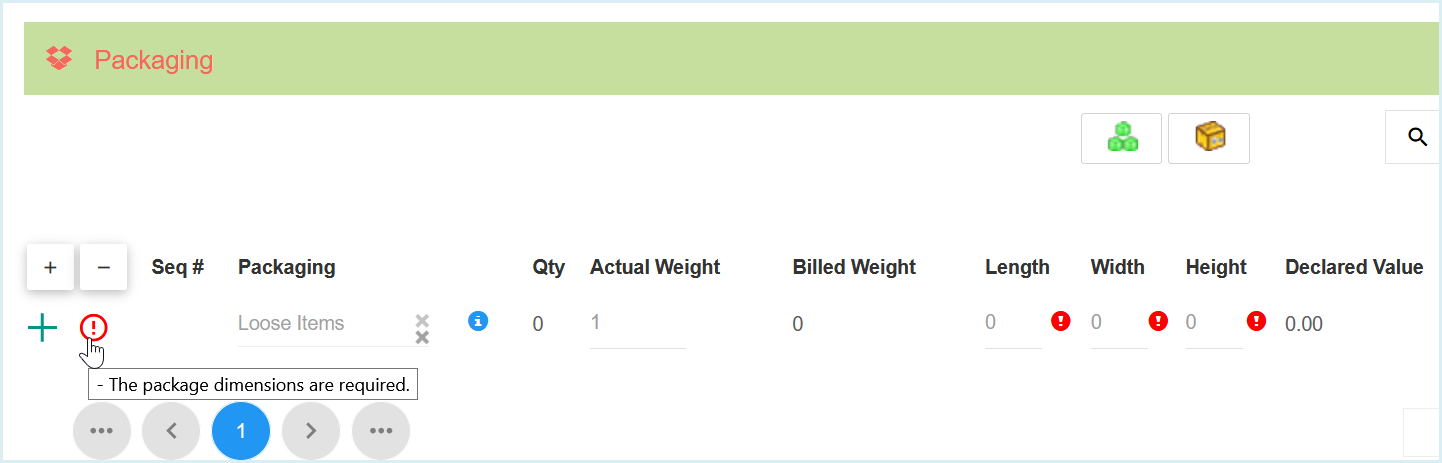 Packaging
+ − Seq # Packaging Qty Actual Weight Billed Weight Length Width Height Declared Value
Loose Items 0 1 0 0 0 0 0.00
- The package dimensions are required.
1